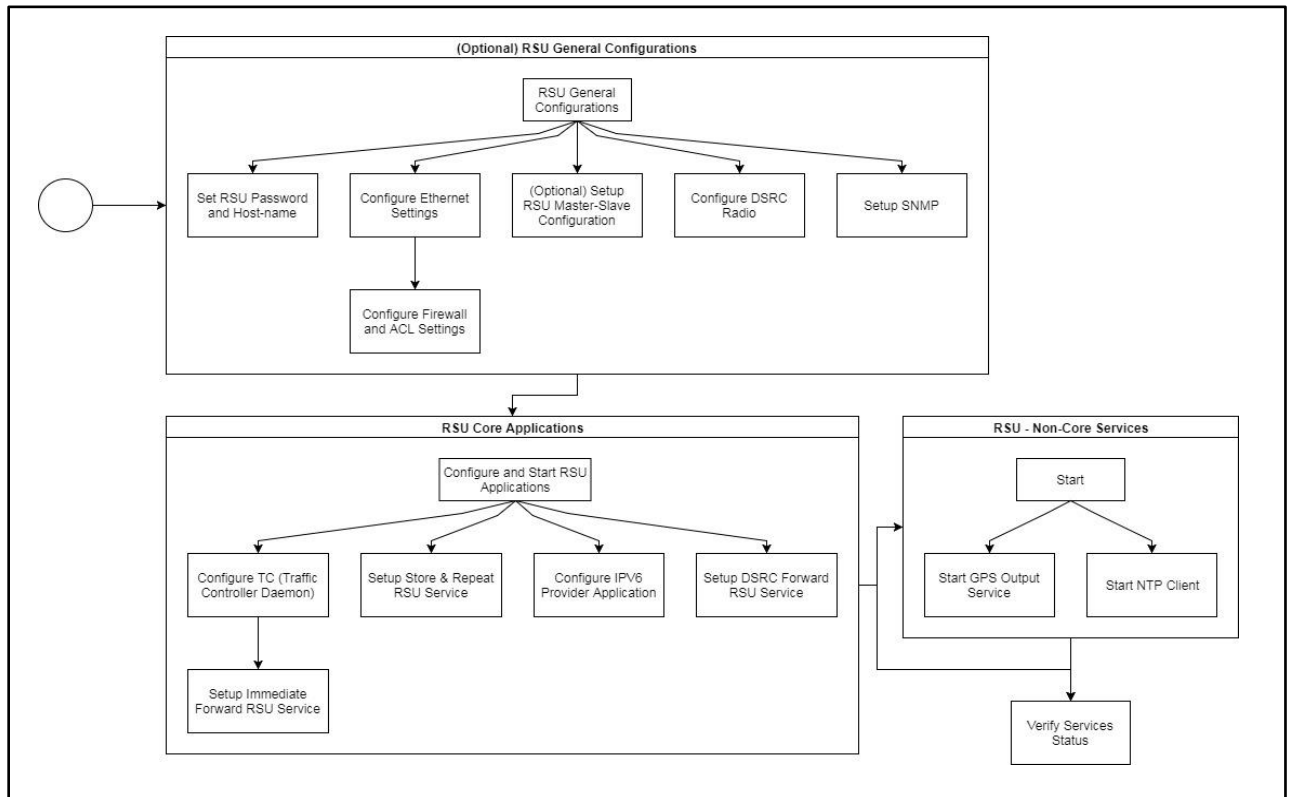 (Optional) RSU General Configurations
RSU General
Configurations
Set RSU Password
and Host-name
Configure Ethernet
Settings
(Optional) Setup
RSU Master-Slave
Configuration
Configure DSRC
Radio
Setup SNMP
Configure Firewall
and ACL Settings
RSU Core Applications
Configure and Start RSU
Applications
Configure TC (Traffic
Controller Daemon)
Setup Store & Repeat
RSU Service
Configure IPV6
Provider Application
Setup DSRC Forward
RSU Service
Setup Immediate
Forward RSU Service
RSU - Non-Core Services
Start
Start GPS Output
Service
Start NTP Client
Verify Services
Status